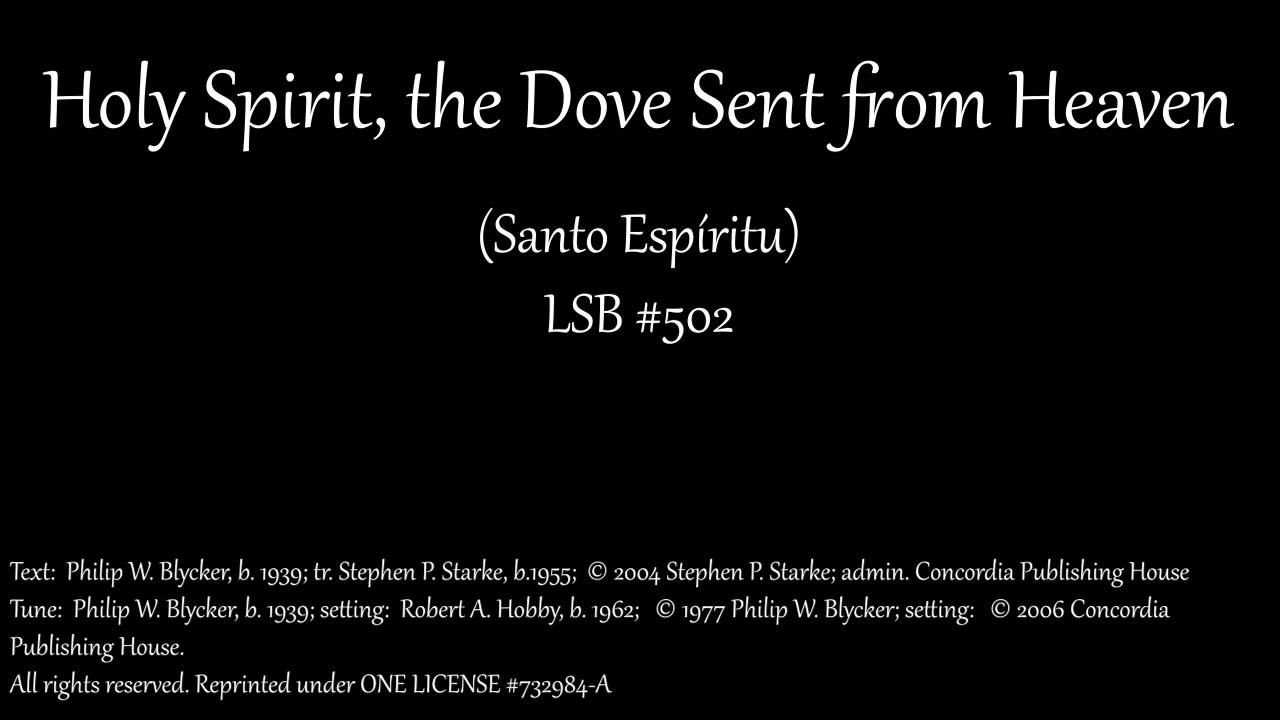 Holy Spirit, the Dove Sent from Heaven
(Santo Espíritu)
LSB #502
Text:  Philip W. Blycker, b. 1939; tr. Stephen P. Starke, b.1955;  © 2004 Stephen P. Starke; admin. Concordia Publishing House
Tune:  Philip W. Blycker, b. 1939; setting:  Robert A. Hobby, b. 1962;   © 1977 Philip W. Blycker; setting:   © 2006 Concordia
Publishing House.
All rights reserved. Reprinted under ONE LICENSE #732984-A